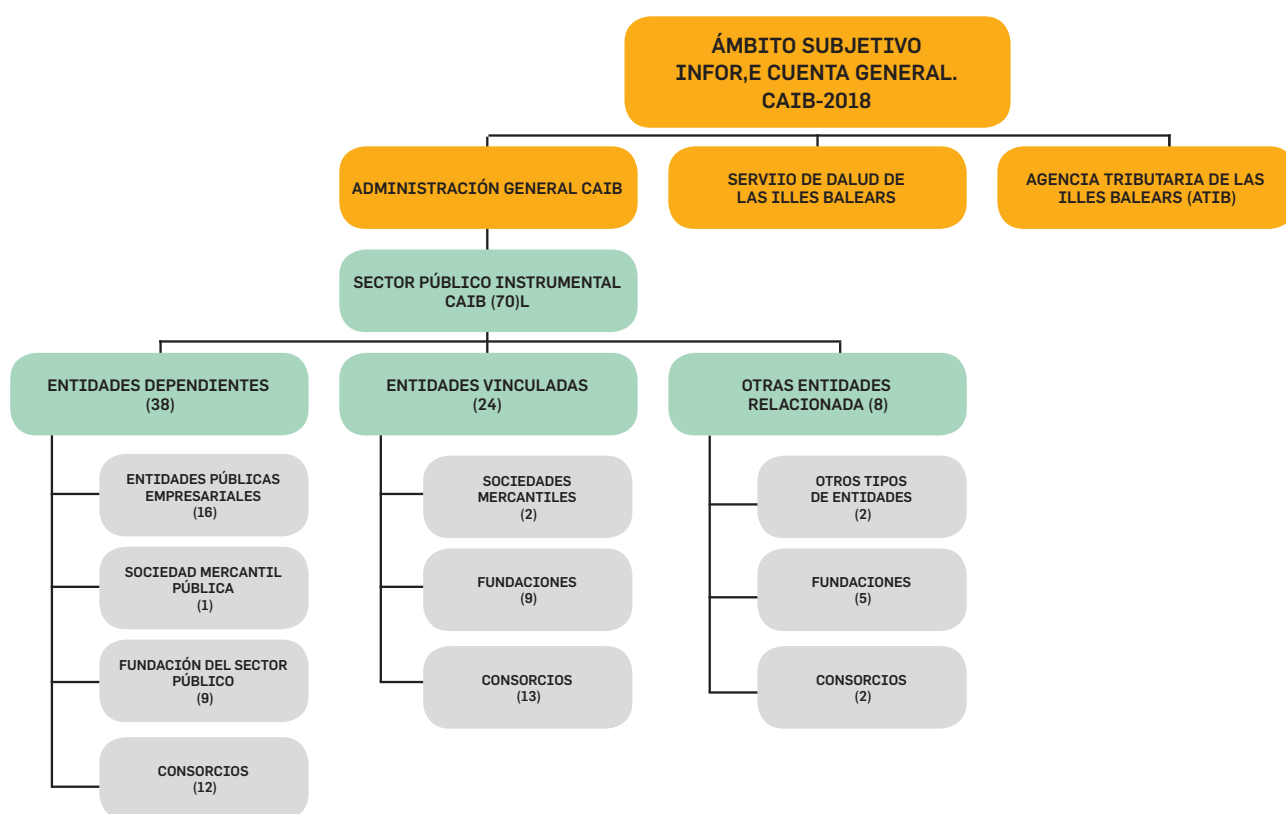 ÁMBITO SUBJETIVO
INFOR,E CUENTA GENERAL.
CAIB-2018
ADMINISTRACIÓN GENERAL CAIB
SERVIIO DE DALUD DE
LAS ILLES BALEARS
AGENCIA TRIBUTARIA DE LAS
ILLES BALEARS (ATIB)
SECTOR PÚBLICO INSTRUMENTAL
CAIB (70)L
ENTIDADES DEPENDIENTES
(38)
ENTIDADES VINCULADAS
(24)
OTRAS ENTIDADES
RELACIONADA (8)
ENTIDADES PÚBLICAS
EMPRESARIALES
(16)
SOCIEDAD MERCANTIL
PÚBLICA
(1)
FUNDACIÓN DEL SECTOR
PÚBLICO
(9)
CONSORCIOS
(12)
SOCIEDADES
MERCANTILES
(2)
FUNDACIONES
(9)
CONSORCIOS
(13)
OTROS TIPOS
DE ENTIDADES
(2)
FUNDACIONES
(5)
CONSORCIOS
(2)